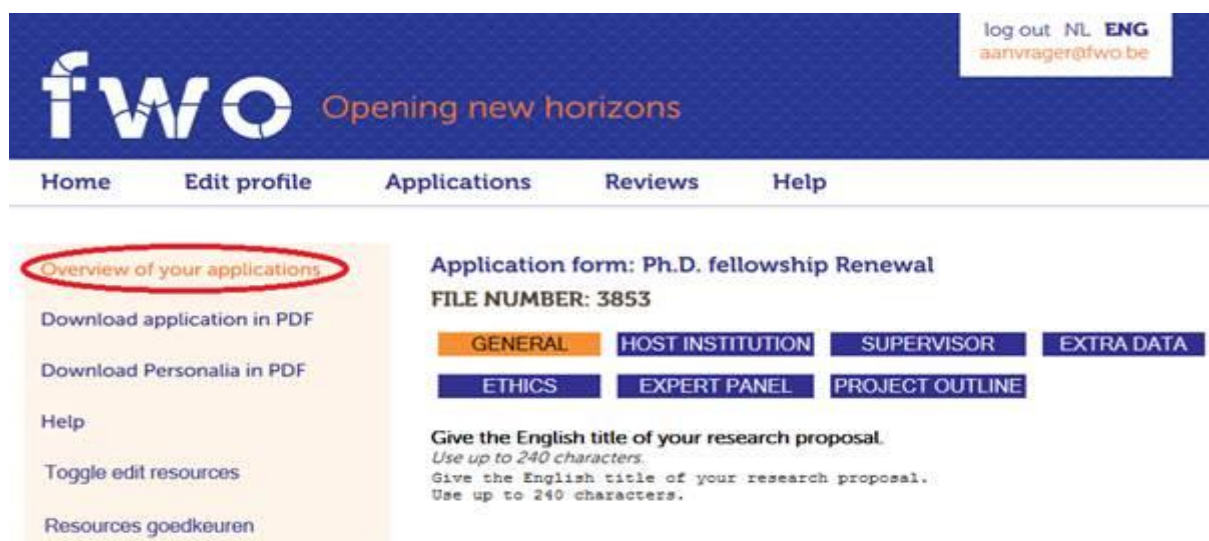 log out NL ENG
aanvrager@fwo.be
fwo Opening new horizons
Home Edit profile Applications Reviews Help
Overview of your applications
Download application in PDF
Download Personalia in PDF
Help
Toggle edit resources
Resources goedkeuren
Application form: Ph.D. fellowship Renewal
FILE NUMBER: 3853
GENERAL HOST INSTITUTION SUPERVISOR EXTRA DATA
ETHICS EXPERT PANEL PROJECT OUTLINE
Give the English title of your research proposal.
Use up to 240 characters.
Give the English title of your research proposal.
Use up to 240 characters.